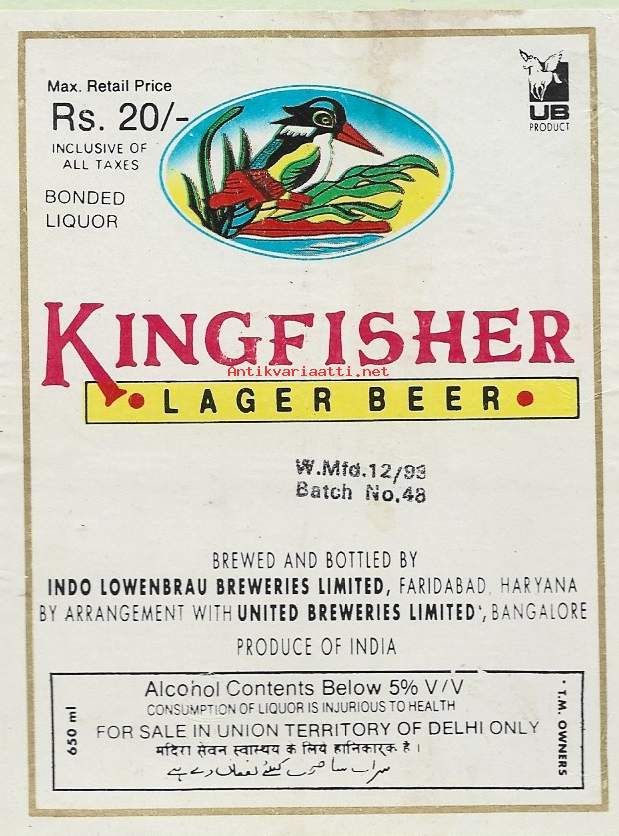 Max. Retail Price
Rs. 20/-
INCLUSIVE OF
ALL TAXES
BONDED
LIQUOR
UB
PRODUCT
KINGFISHER
Antikvariaatti.net
• LAGER BEER •
W.Mfd.12/93
Batch No.48
BREWED AND BOTTLED BY
INDO LOWENBRAU BREWERIES LIMITED, FARIDABAD, HARYANA
BY ARRANGEMENT WITH UNITED BREWERIES LIMITED*, BANGALORE
PRODUCE OF INDIA
650 ml
Alcohol Contents Below 5% V/V
CONSUMPTION OF LIQUOR IS INJURIOUS TO HEALTH
FOR SALE IN UNION TERRITORY OF DELHI ONLY
मदिरा सेवन स्वास्थय के लिये हानिकारक है ।
* T.M. OWNERS